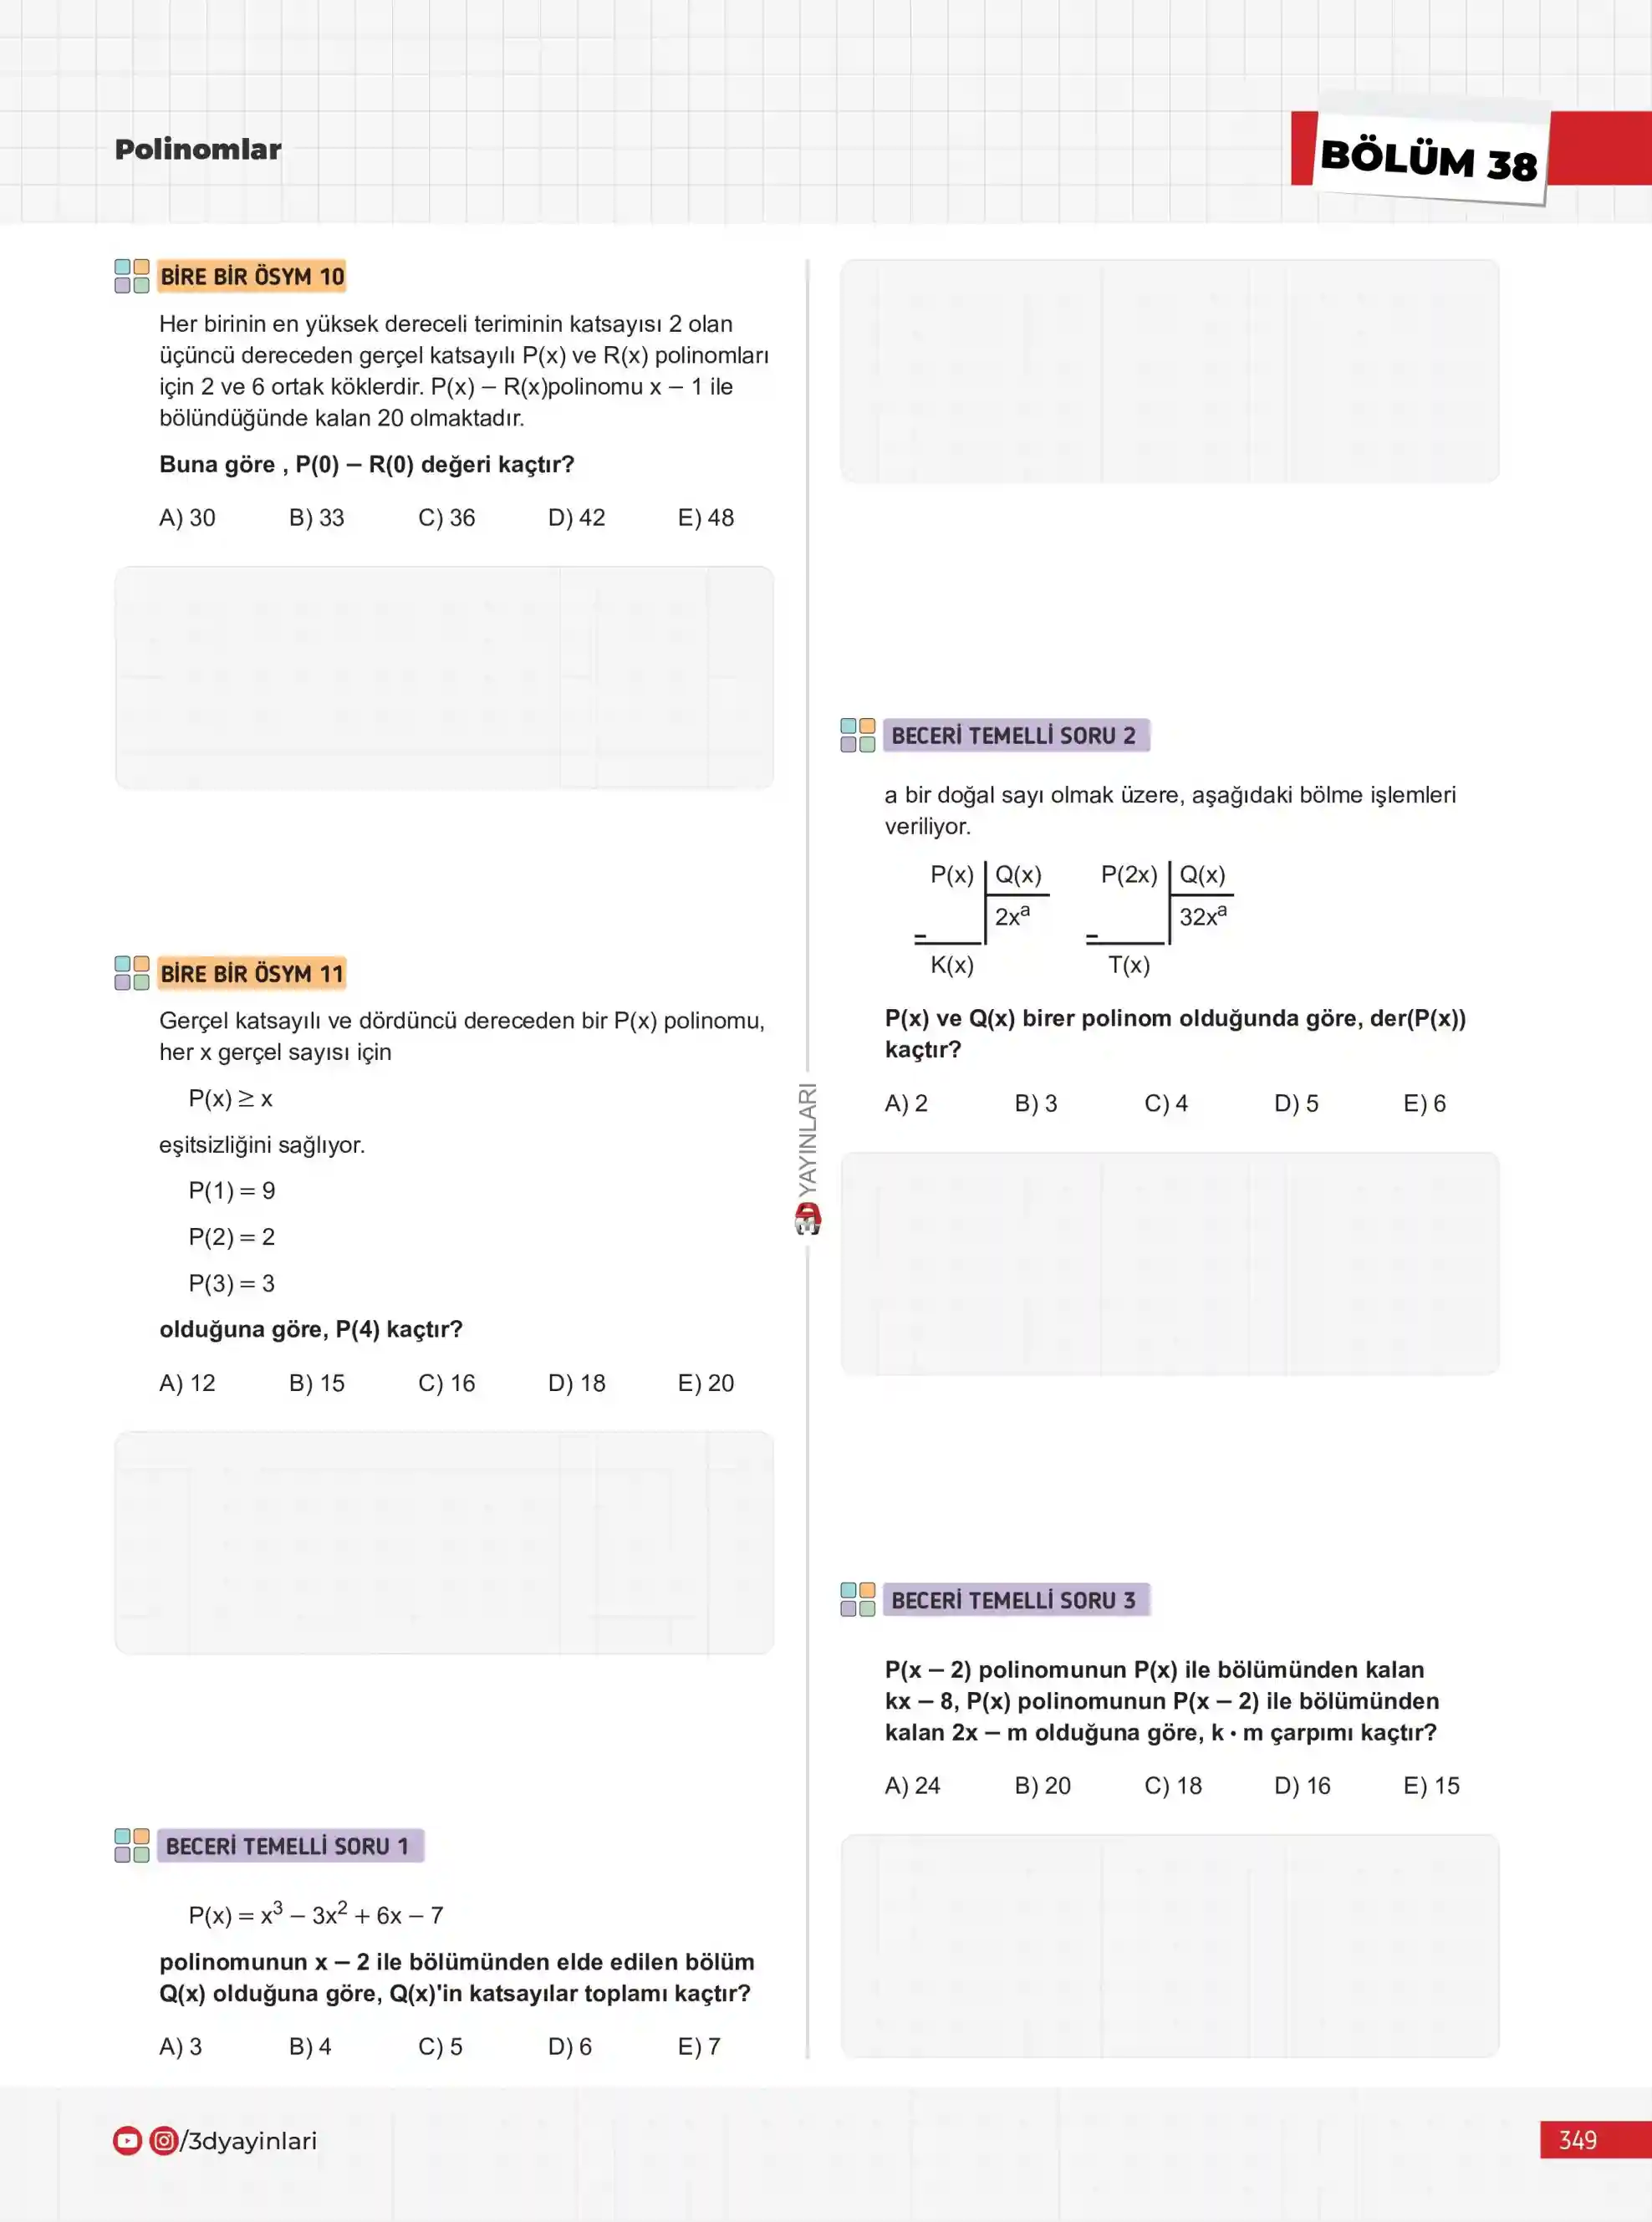 Polinomlar
BÖLÜM 38
BİRE BİR ÖSYM 10
Her birinin en yüksek dereceli teriminin katsayısı 2 olan
üçüncü dereceden gerçel katsayılı P(x) ve R(x) polinomları
için 2 ve 6 ortak köklerdir. P(x) – R(x)polinomu x – 1 ile
bölündüğünde kalan 20 olmaktadır.
Buna göre , P(0) – R(0) değeri kaçtır?
A) 30 B) 33 C) 36 D) 42 E) 48
BİRE BİR ÖSYM 11
Gerçel katsayılı ve dördüncü dereceden bir P(x) polinomu,
her x gerçel sayısı için
P(x) ≥ x
eşitsizliğini sağlıyor.
P(1) = 9
P(2) = 2
P(3) = 3
olduğuna göre, P(4) kaçtır?
A) 12 B) 15 C) 16 D) 18 E) 20
BECERİ TEMELLİ SORU 1
P(x) = x³ – 3x² + 6x – 7
polinomunun x – 2 ile bölümünden elde edilen bölüm
Q(x) olduğuna göre, Q(x)'in katsayılar toplamı kaçtır?
A) 3 B) 4 C) 5 D) 6 E) 7
YAYINLARI
BECERİ TEMELLİ SORU 2
a bir doğal sayı olmak üzere, aşağıdaki bölme işlemleri
veriliyor.
P(x) Q(x) P(2x) Q(x)
2xᵃ 32xᵃ
– –
K(x) T(x)
P(x) ve Q(x) birer polinom olduğunda göre, der(P(x))
kaçtır?
A) 2 B) 3 C) 4 D) 5 E) 6
BECERİ TEMELLİ SORU 3
P(x – 2) polinomunun P(x) ile bölümünden kalan
kx – 8, P(x) polinomunun P(x – 2) ile bölümünden
kalan 2x – m olduğuna göre, k · m çarpımı kaçtır?
A) 24 B) 20 C) 18 D) 16 E) 15
/3dyayinlari
349